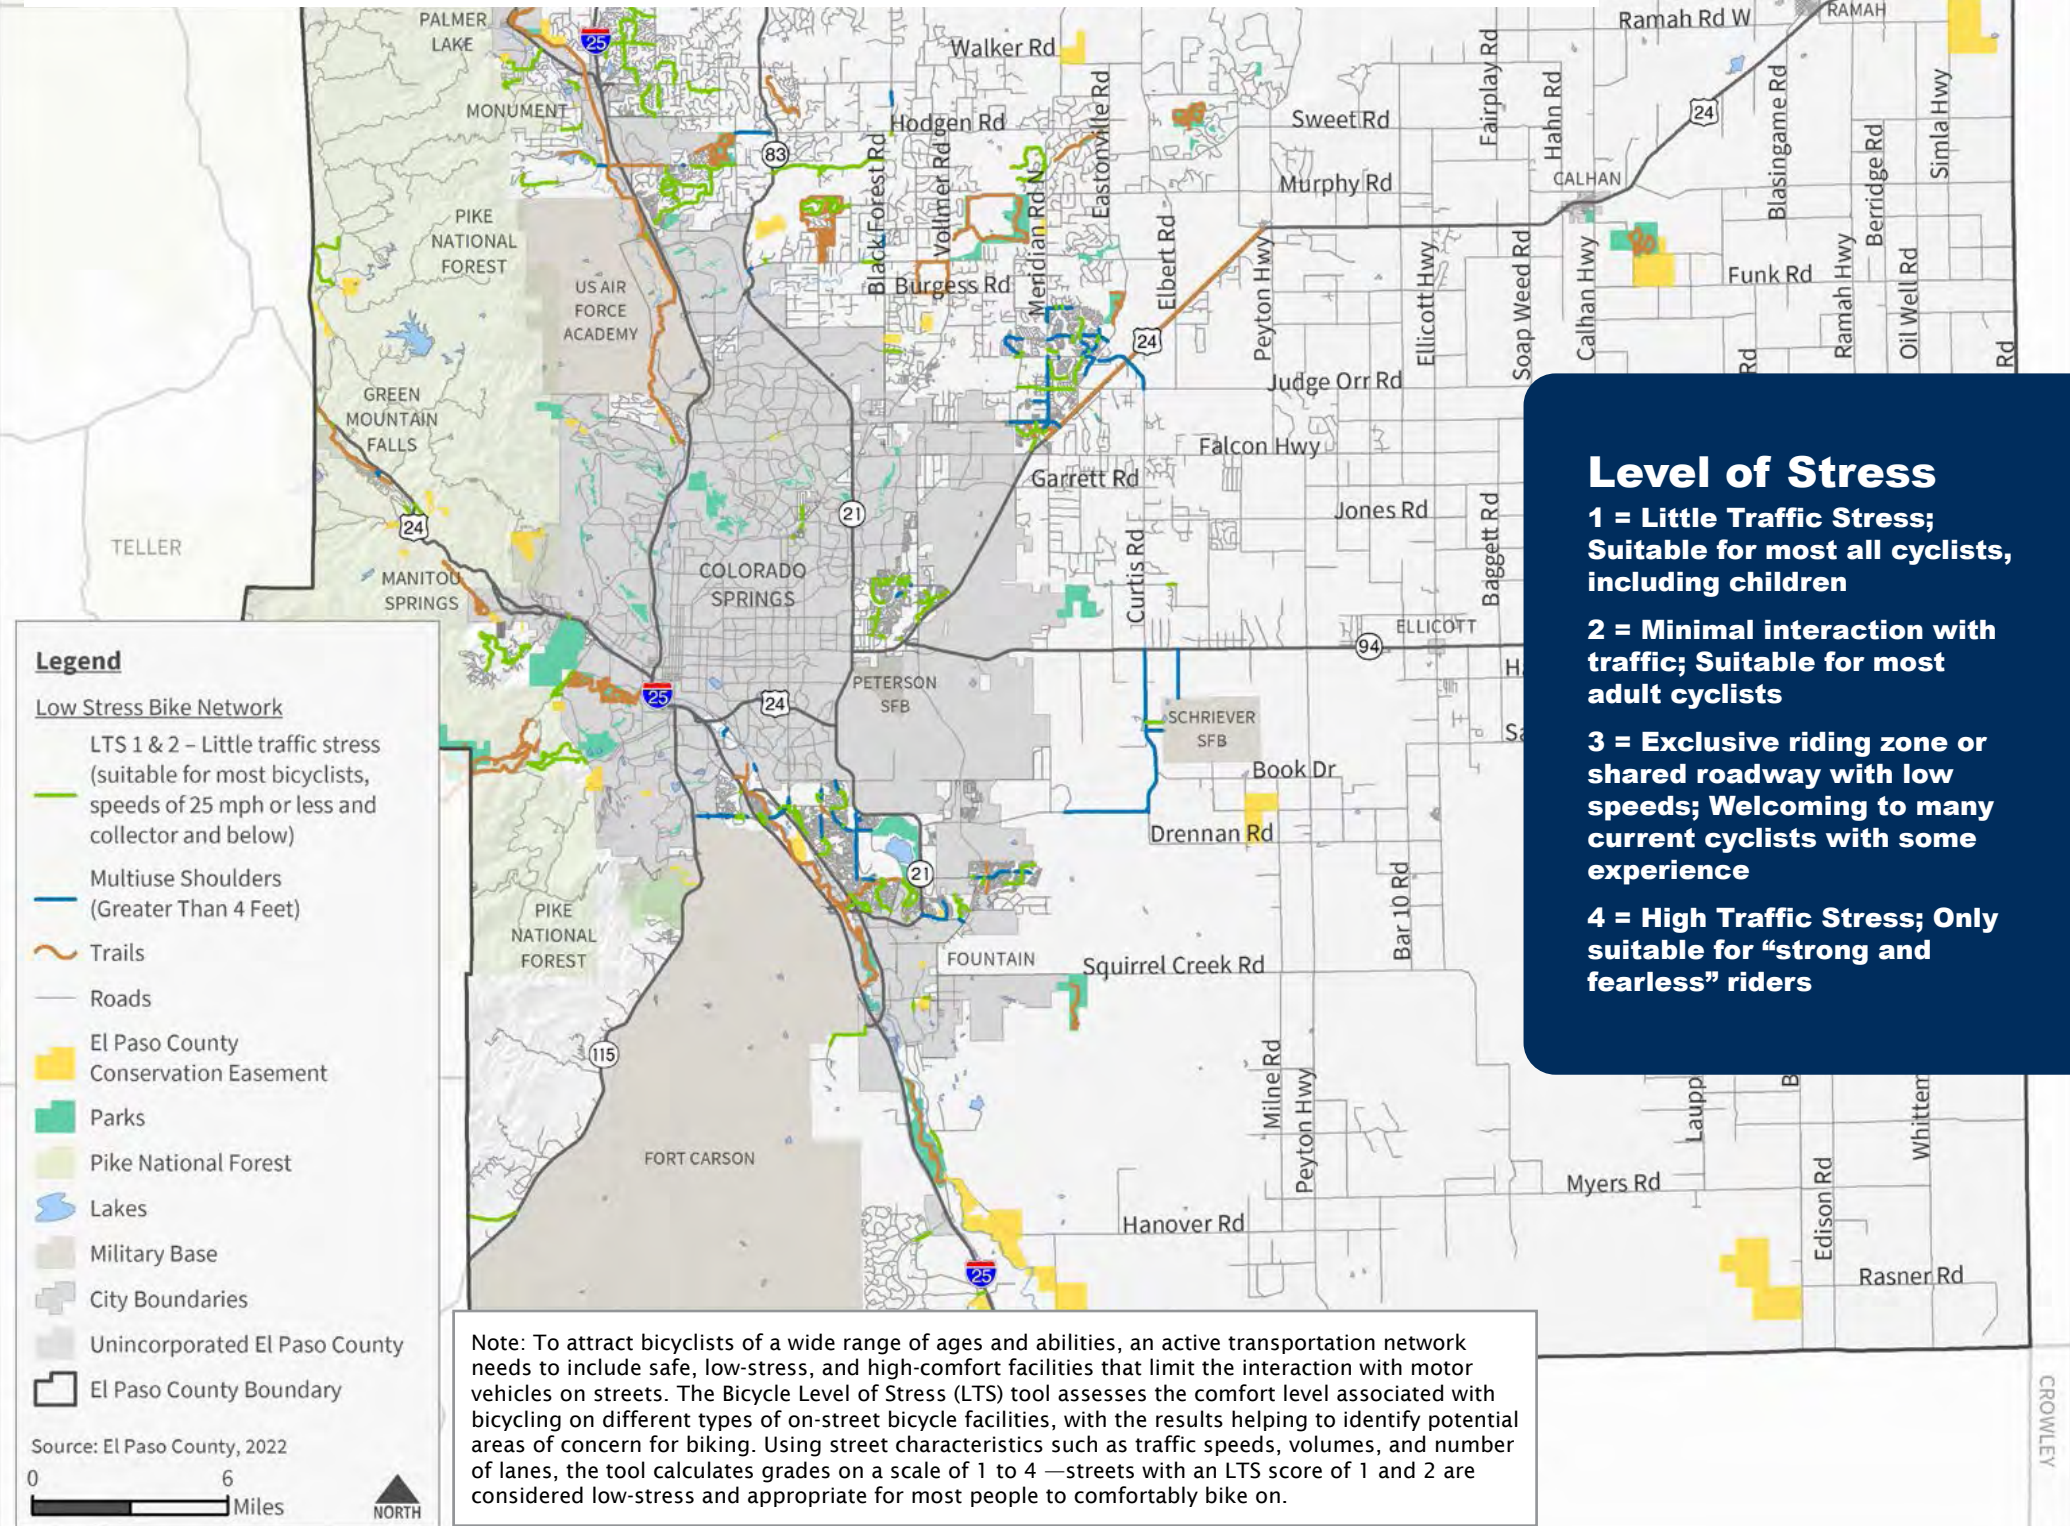 PALMER
LAKE
25
Walker Rd
Ramah Rd W
RAMAH
MONUMENT
Hodgen Rd
Eastonville Rd
Sweet Rd
Fairplay Rd
Hahn Rd
24
Blasingame Rd
Berridge Rd
Simla Hwy
83
Black Forest Rd
Vollmer Rd
Meridian Rd N
Murphy Rd
CALHAN
PIKE
NATIONAL
FOREST
US AIR
FORCE
ACADEMY
Burgess Rd
Elbert Rd
Peyton Hwy
Ellicott Hwy
Soap Weed Rd
Calhan Hwy
Funk Rd
Ramah Hwy
Oil Well Rd
Rd
Rd
24
GREEN
MOUNTAIN
FALLS
Judge Orr Rd
Falcon Hwy
Garrett Rd
Jones Rd
21
24
TELLER
MANITOU
SPRINGS
COLORADO
SPRINGS
Curtis Rd
Baggett Rd
ELLICOTT
94
H
25
24
PETERSON
SFB
SCHRIEVER
SFB
Sa
Book Dr
Drennan Rd
21
Bar 10 Rd
PIKE
NATIONAL
FOREST
FOUNTAIN
Squirrel Creek Rd
115
Milne Rd
Peyton Hwy
FORT CARSON
Laupp
B
Whittem
Myers Rd
Hanover Rd
Edison Rd
25
Rasner Rd
CROWLEY
Level of Stress
1 = Little Traffic Stress;
Suitable for most all cyclists,
including children
2 = Minimal interaction with
traffic; Suitable for most
adult cyclists
3 = Exclusive riding zone or
shared roadway with low
speeds; Welcoming to many
current cyclists with some
experience
4 = High Traffic Stress; Only
suitable for “strong and
fearless” riders
Legend
Low Stress Bike Network
LTS 1 & 2 – Little traffic stress
(suitable for most bicyclists,
speeds of 25 mph or less and
collector and below)
Multiuse Shoulders
(Greater Than 4 Feet)
Trails
Roads
El Paso County
Conservation Easement
Parks
Pike National Forest
Lakes
Military Base
City Boundaries
Unincorporated El Paso County
El Paso County Boundary
Source: El Paso County, 2022
0 6
Miles
NORTH
Note: To attract bicyclists of a wide range of ages and abilities, an active transportation network
needs to include safe, low-stress, and high-comfort facilities that limit the interaction with motor
vehicles on streets. The Bicycle Level of Stress (LTS) tool assesses the comfort level associated with
bicycling on different types of on-street bicycle facilities, with the results helping to identify potential
areas of concern for biking. Using street characteristics such as traffic speeds, volumes, and number
of lanes, the tool calculates grades on a scale of 1 to 4 —streets with an LTS score of 1 and 2 are
considered low-stress and appropriate for most people to comfortably bike on.